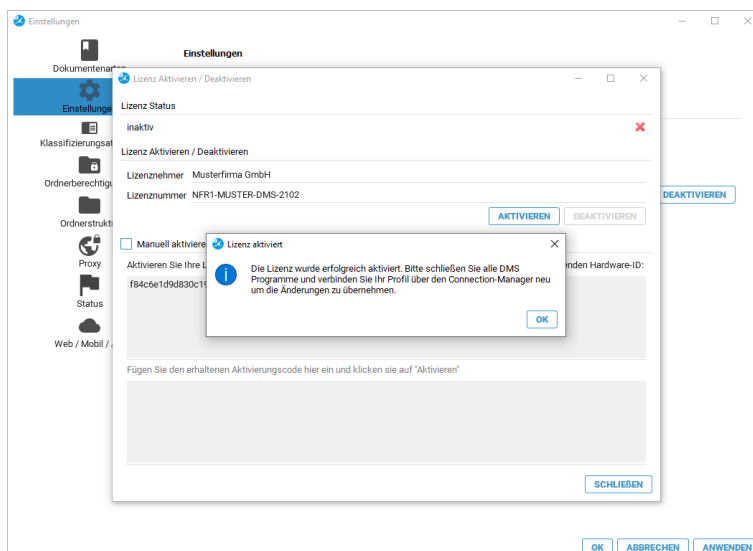 Einstellungen
Einstellungen
Dokumentenarten
Lizenz Aktivieren / Deaktivieren
Einstellunge
Lizenz Status
inaktiv
Klassifizierungsat
Lizenz Aktivieren / Deaktivieren
Lizenznehmer Musterfirma GmbH
Ordnerberechtigu
Lizenznummer NFR1-MUSTER-DMS-2102
DEAKTIVIEREN
AKTIVIEREN DEAKTIVIEREN
Ordnerstrukt
Manuell aktiviere
Lizenz aktiviert
Proxy
Aktivieren Sie Ihre L
enden Hardware-ID:
Die Lizenz wurde erfolgreich aktiviert. Bitte schließen Sie alle DMS
Programme und verbinden Sie Ihr Profil über den Connection-Manager neu
um die Änderungen zu übernehmen.
f84c6e1d9d830c19
Status
OK
Web / Mobil /
Fügen Sie den erhaltenen Aktivierungscode hier ein und klicken sie auf "Aktivieren"
SCHLIEßEN
OK ABBRECHEN ANWENDEN